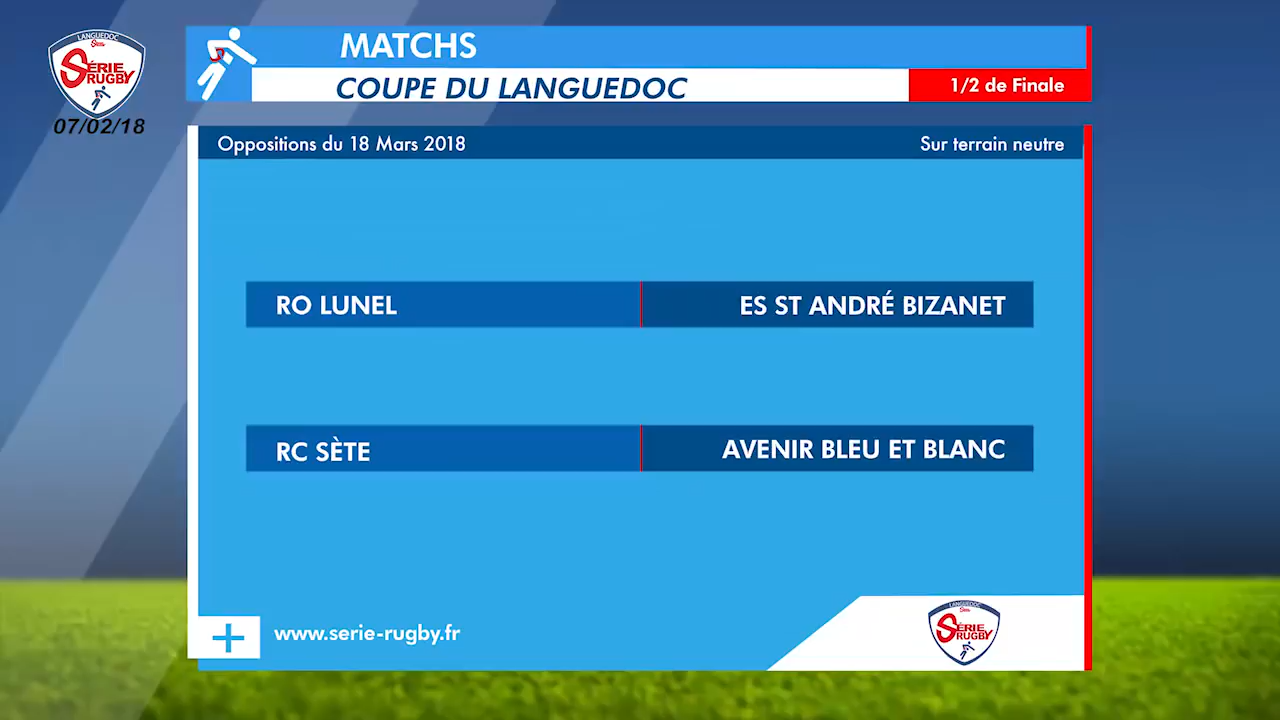 LANGUEDOC
SÉRIE
RUGBY
07/02/18
MATCHS
COUPE DU LANGUEDOC
1/2 de Finale
Oppositions du 18 Mars 2018
Sur terrain neutre
RO LUNEL
ES ST ANDRÉ BIZANET
RC SÈTE
AVENIR BLEU ET BLANC
+
www.serie-rugby.fr
LANGUEDOC
SÉRIE
RUGBY